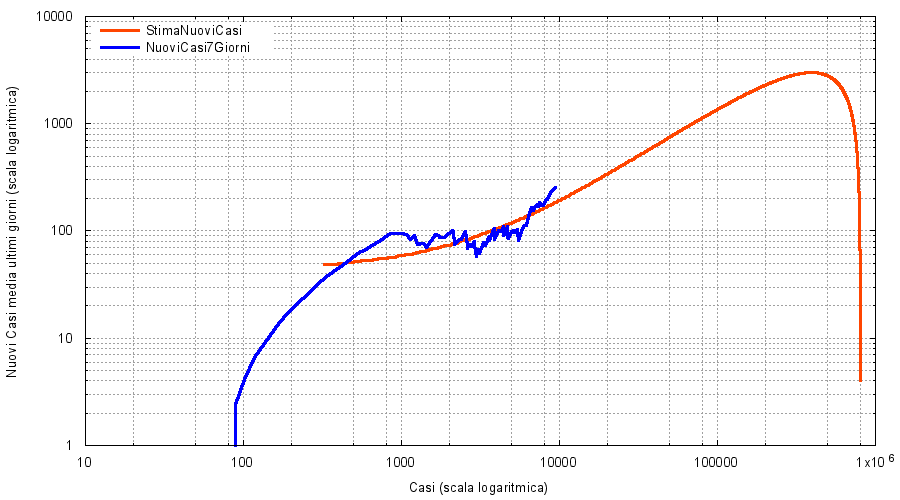 10000
StimaNuoviCasi
NuoviCasi7Giorni
1000
100
10
1
Nuovi Casi media ultimi giorni (scala logaritmica)
10 100 1000 10000 100000 1x10 6
Casi (scala logaritmica)